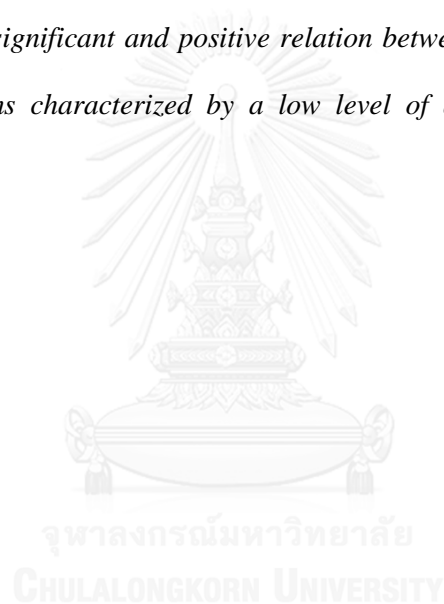 significant and positive relation betwe
ns characterized by a low level of
จุฬาลงกรณ์มหาวิทยาลัย
CHULALONGKORN UNIVERSITY